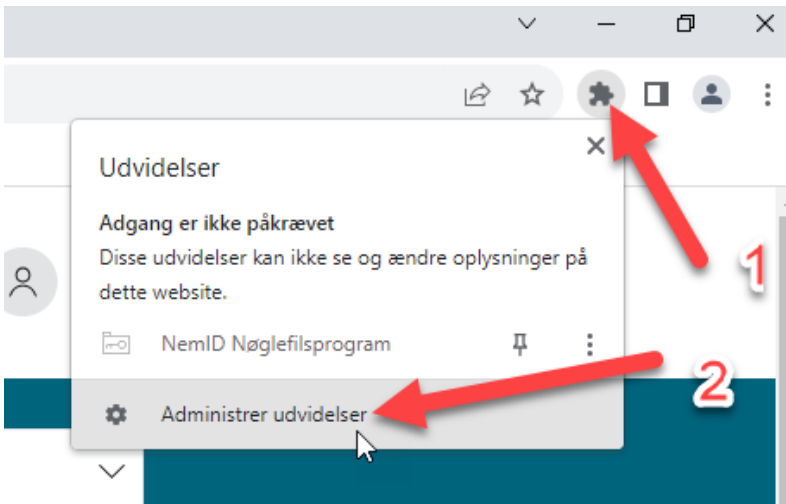 Udvidelser
Adgang er ikke påkrævet
Disse udvidelser kan ikke se og ændre oplysninger på
dette website.
NemID Nøglefilsprogram
Administrer udvidelser
1
2